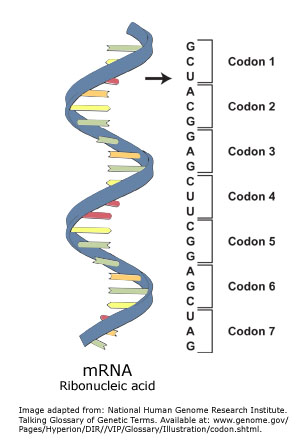 G
C
U
Codon 1
A
C
G
Codon 2
G
A
G
Codon 3
C
U
U
Codon 4
C
G
G
Codon 5
A
G
C
Codon 6
U
A
G
Codon 7
mRNA
Ribonucleic acid
Image adapted from: National Human Genome Research Institute.
Talking Glossary of Genetic Terms. Available at: www.genome.gov/
Pages/Hyperion/DIR//VIP/Glossary/Illustration/codon.shtml.